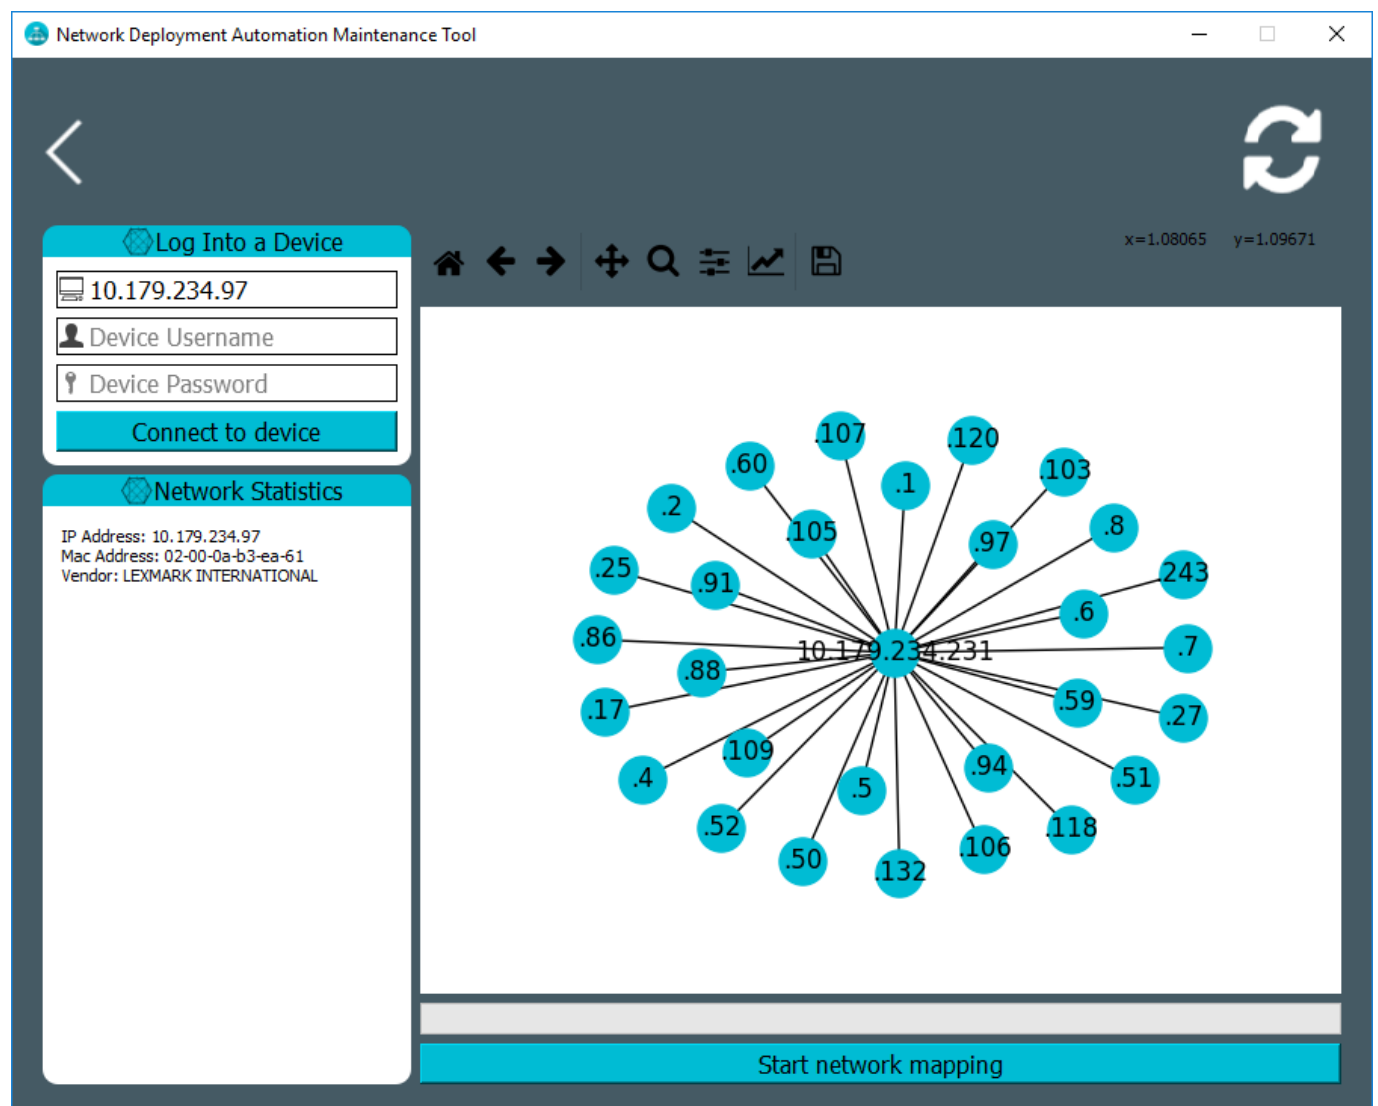 Network Deployment Automation Maintenance Tool
Log Into a Device
10.179.234.97
Device Username
Device Password
Connect to device
Network Statistics
IP Address: 10.179.234.97
Mac Address: 02-00-0a-b3-ea-61
Vendor: LEXMARK INTERNATIONAL
x=1.08065 y=1.09671
.107
.120
.60
.103
.1
.2
.105
.97
.8
.25
.91
.243
.6
.86
10.179.234.231
.7
.88
.17
.59
.27
.109
.4
.94
.51
.5
.52
.118
.50
.106
.132
Start network mapping